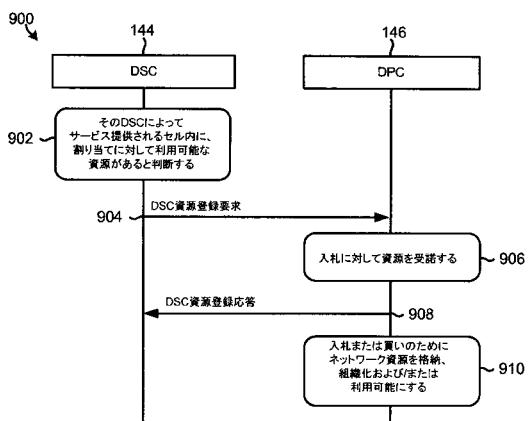 900
144
146
DSC
DPC
902
そのDSCによって
サービス提供されるセル内に、
割り当てに対して利用可能な
資源があると判断する
904
DSC資源登録要求
入札に対して資源を受諾する
906
DSC資源登録応答
908
入札または買いのために
ネットワーク資源を格納、
組織化および/または
利用可能にする
910